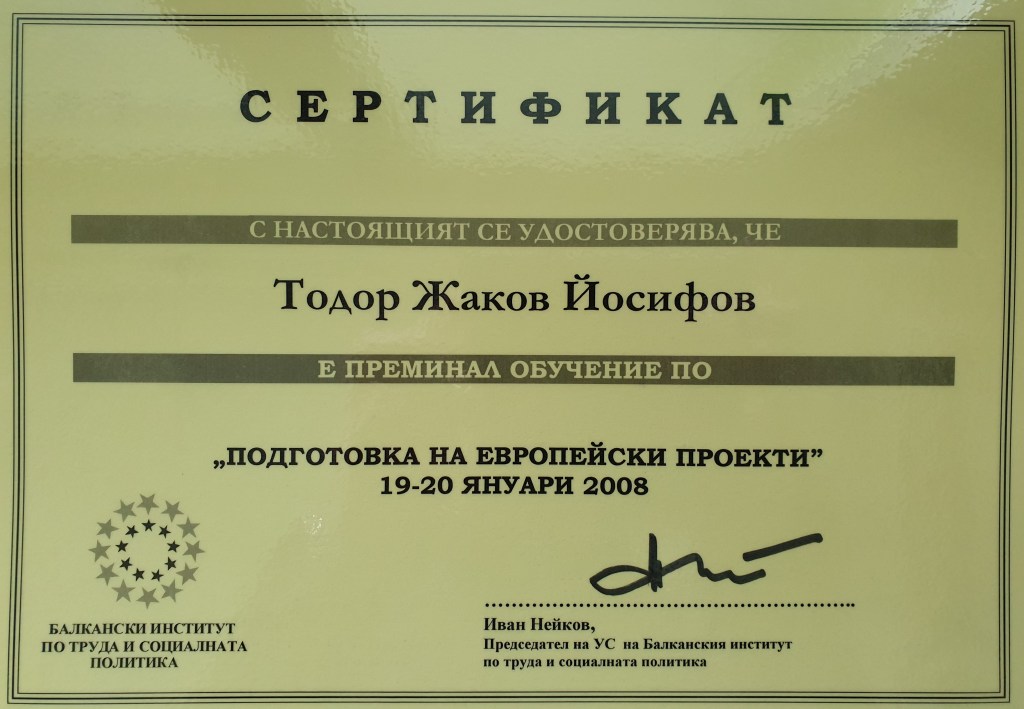 СЕРТИФИКАТ
С НАСТОЯЩИЯТ СЕ УДОСТОВЕРЯВА, ЧЕ
Тодор Жаков Йосифов
Е ПРЕМИНАЛ ОБУЧЕНИЕ ПО
„ПОДГОТОВКА НА ЕВРОПЕЙСКИ ПРОЕКТИ”
19-20 ЯНУАРИ 2008
БАЛКАНСКИ ИНСТИТУТ
ПО ТРУДА И СОЦИАЛНАТА
ПОЛИТИКА
Иван Нейков,
Председател на УС на Балканския институт
по труда и социалната политика